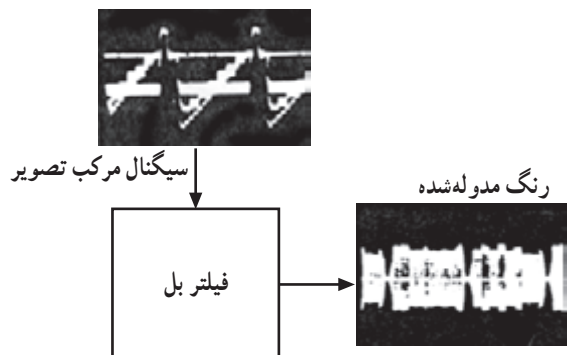 سیگنال مرکب تصویر
رنگ مدوله‌شده
فیلتر بل